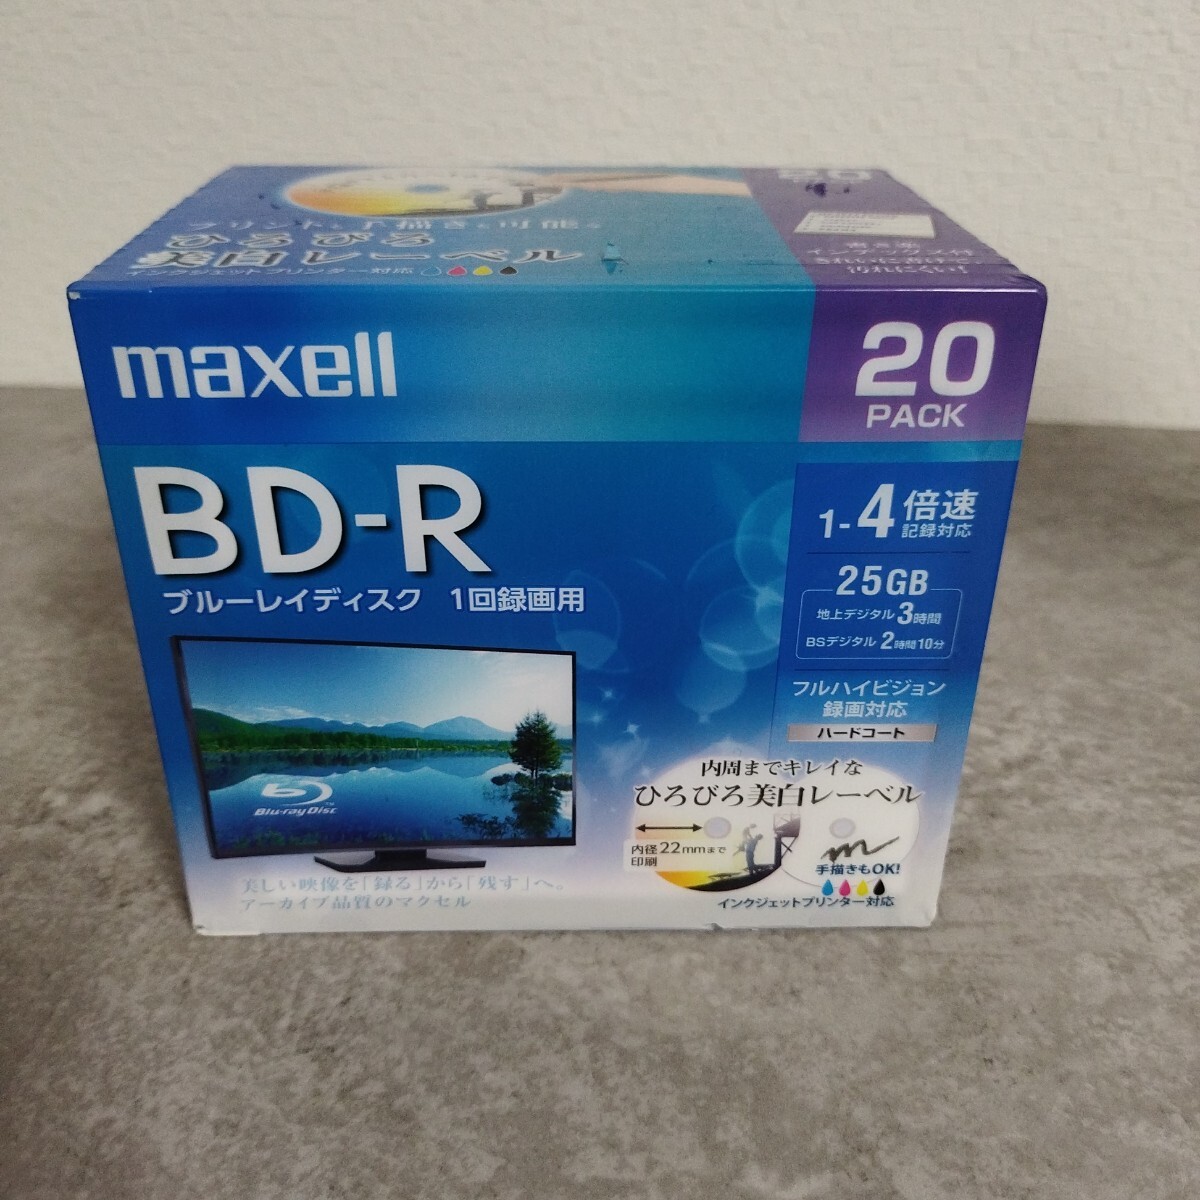 プリントも手描きも可能な
ひろびろ
美白レーベル
インクジェットプリンター対応
20
maxell
20
PACK
BD-R
ブルーレイディスク 1回録画用
1-4倍速
記録対応
25GB
地上デジタル3時間
BSデジタル2時間10分
フルハイビジョン
録画対応
ハードコート
Blu-ray Disc
内周までキレイな
ひろびろ美白レーベル
内径22mmまで
印刷
手描きもOK!
インクジェットプリンター対応
美しい映像を「録る」から「残す」へ。
アーカイブ品質のマクセル